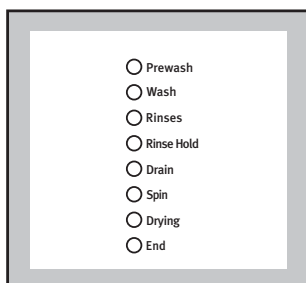 Prewash
Wash
Rinses
Rinse Hold
Drain
Spin
Drying
End